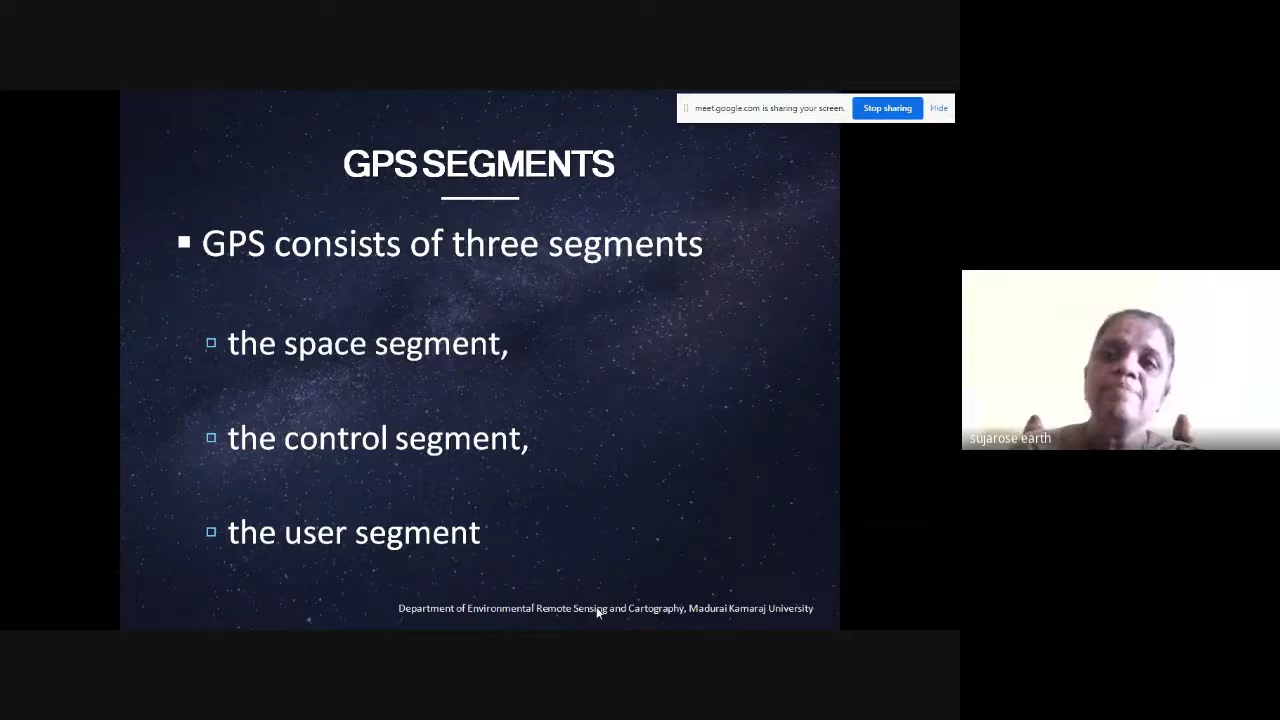 meet.google.com is sharing your screen. Stop sharing Hide
GPS SEGMENTS
▪ GPS consists of three segments
▫ the space segment,
▫ the control segment,
▫ the user segment
Department of Environmental Remote Sensing and Cartography, Madurai Kamaraj University
sujarose earth